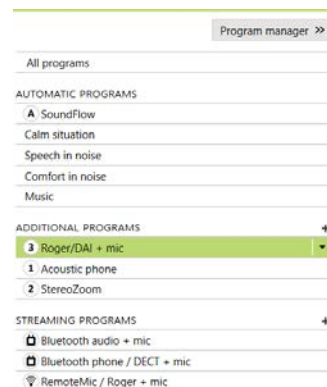 Program manager >>
All programs
AUTOMATIC PROGRAMS
A SoundFlow
Calm situation
Speech in noise
Comfort in noise
Music
ADDITIONAL PROGRAMS +
3 Roger/DAI + mic
1 Acoustic phone
2 StereoZoom
STREAMING PROGRAMS +
Bluetooth audio + mic
Bluetooth phone / DECT + mic
RemoteMic / Roger + mic